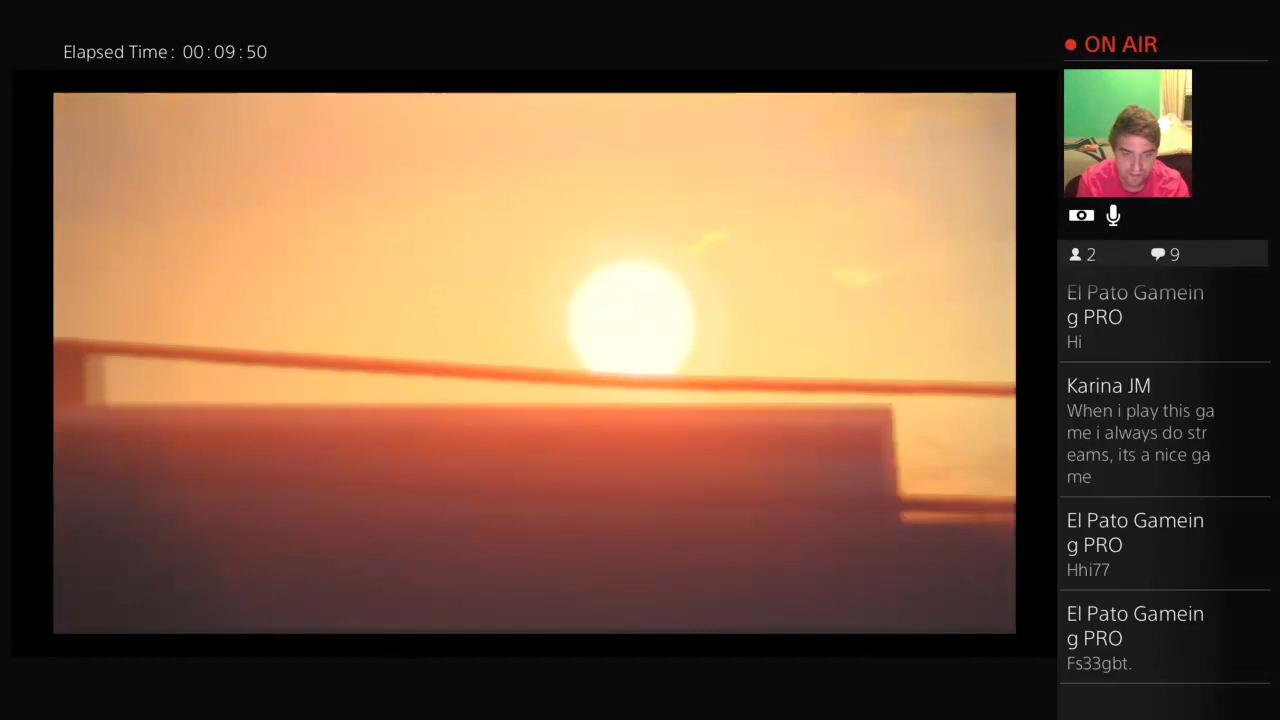 Elapsed Time: 00:09:50
ON AIR
2
9
El Pato Gamein
g PRO
Hi
Karina JM
When i play this ga
me i always do str
eams, its a nice ga
me
El Pato Gamein
g PRO
Hhi77
El Pato Gamein
g PRO
Fs33gbt.